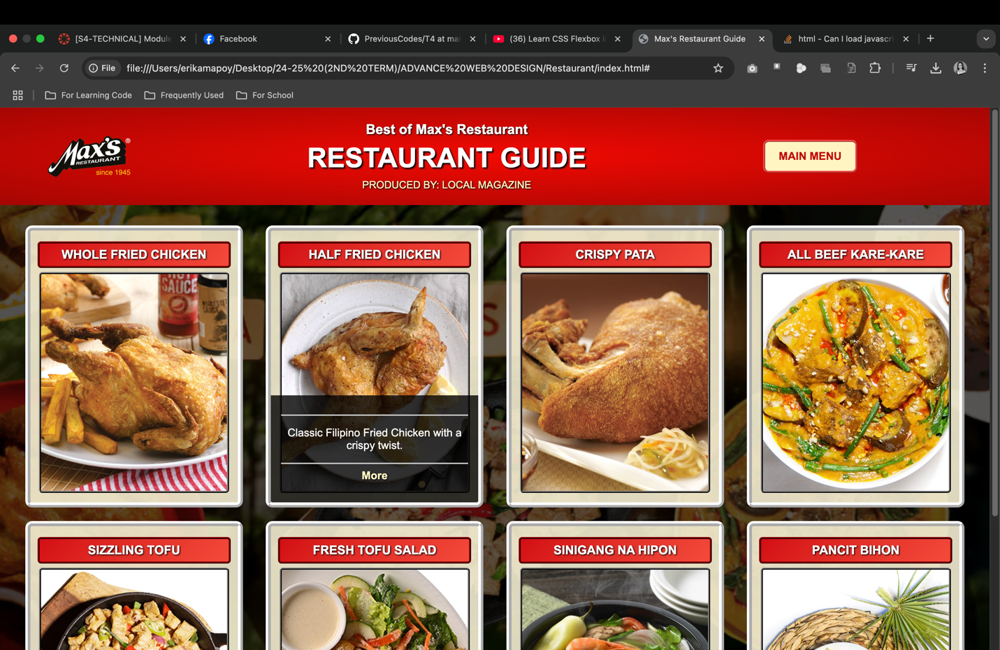 [S4-TECHNICAL] Module
Facebook
PreviousCodes/T4 at mai
(36) Learn CSS Flexbox i
Max's Restaurant Guide
html - Can I load javascri
File
file:///Users/erikamapoy/Desktop/24-25%20(2ND%20TERM)/ADVANCE%20WEB%20DESIGN/Restaurant/index.html#
For Learning Code
Frequently Used
For School
Max's®
RESTAURANT
since 1945
Best of Max's Restaurant
RESTAURANT GUIDE
PRODUCED BY: LOCAL MAGAZINE
MAIN MENU
WHOLE FRIED CHICKEN
HALF FRIED CHICKEN
CRISPY PATA
ALL BEEF KARE-KARE
SAUCE
Classic Filipino Fried Chicken with a
crispy twist.
More
SIZZLING TOFU
FRESH TOFU SALAD
SINIGANG NA HIPON
PANCIT BIHON